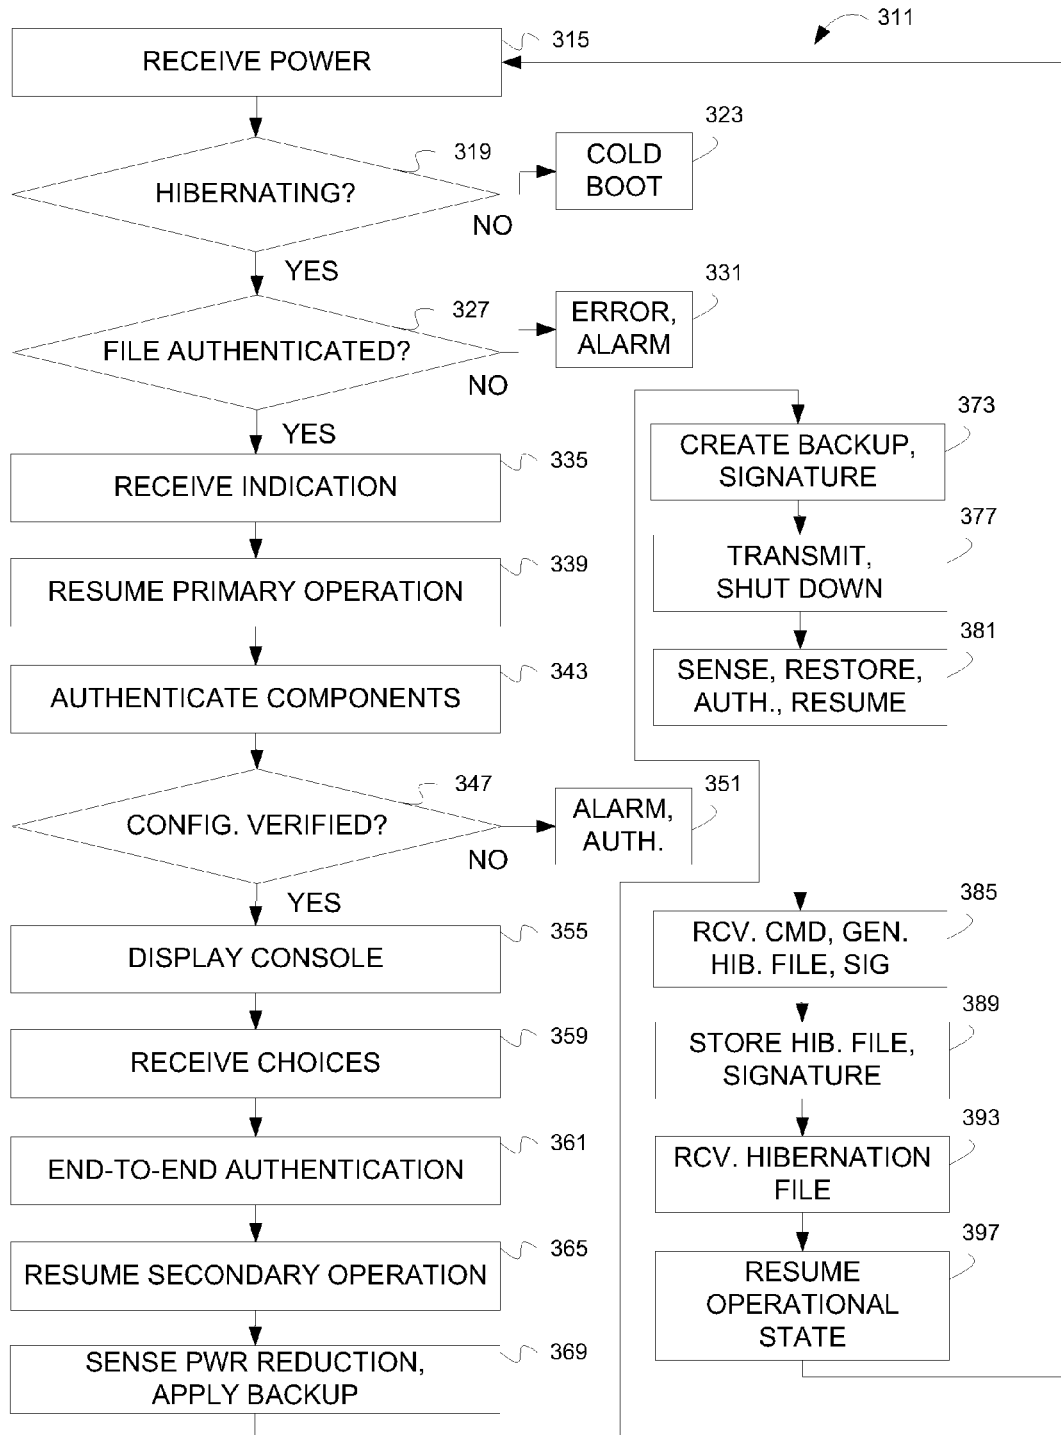 311
RECEIVE POWER
315
HIBERNATING?
319
NO
COLD
BOOT
323
YES
FILE AUTHENTICATED?
327
NO
ERROR,
ALARM
331
YES
RECEIVE INDICATION
335
RESUME PRIMARY OPERATION
339
AUTHENTICATE COMPONENTS
343
CONFIG. VERIFIED?
347
NO
ALARM,
AUTH.
351
YES
DISPLAY CONSOLE
355
RECEIVE CHOICES
359
END-TO-END AUTHENTICATION
361
RESUME SECONDARY OPERATION
365
SENSE PWR REDUCTION,
APPLY BACKUP
369
CREATE BACKUP,
SIGNATURE
373
TRANSMIT,
SHUT DOWN
377
SENSE, RESTORE,
AUTH., RESUME
381
RCV. CMD, GEN.
HIB. FILE, SIG
385
STORE HIB. FILE,
SIGNATURE
389
RCV. HIBERNATION
FILE
393
RESUME
OPERATIONAL
STATE
397